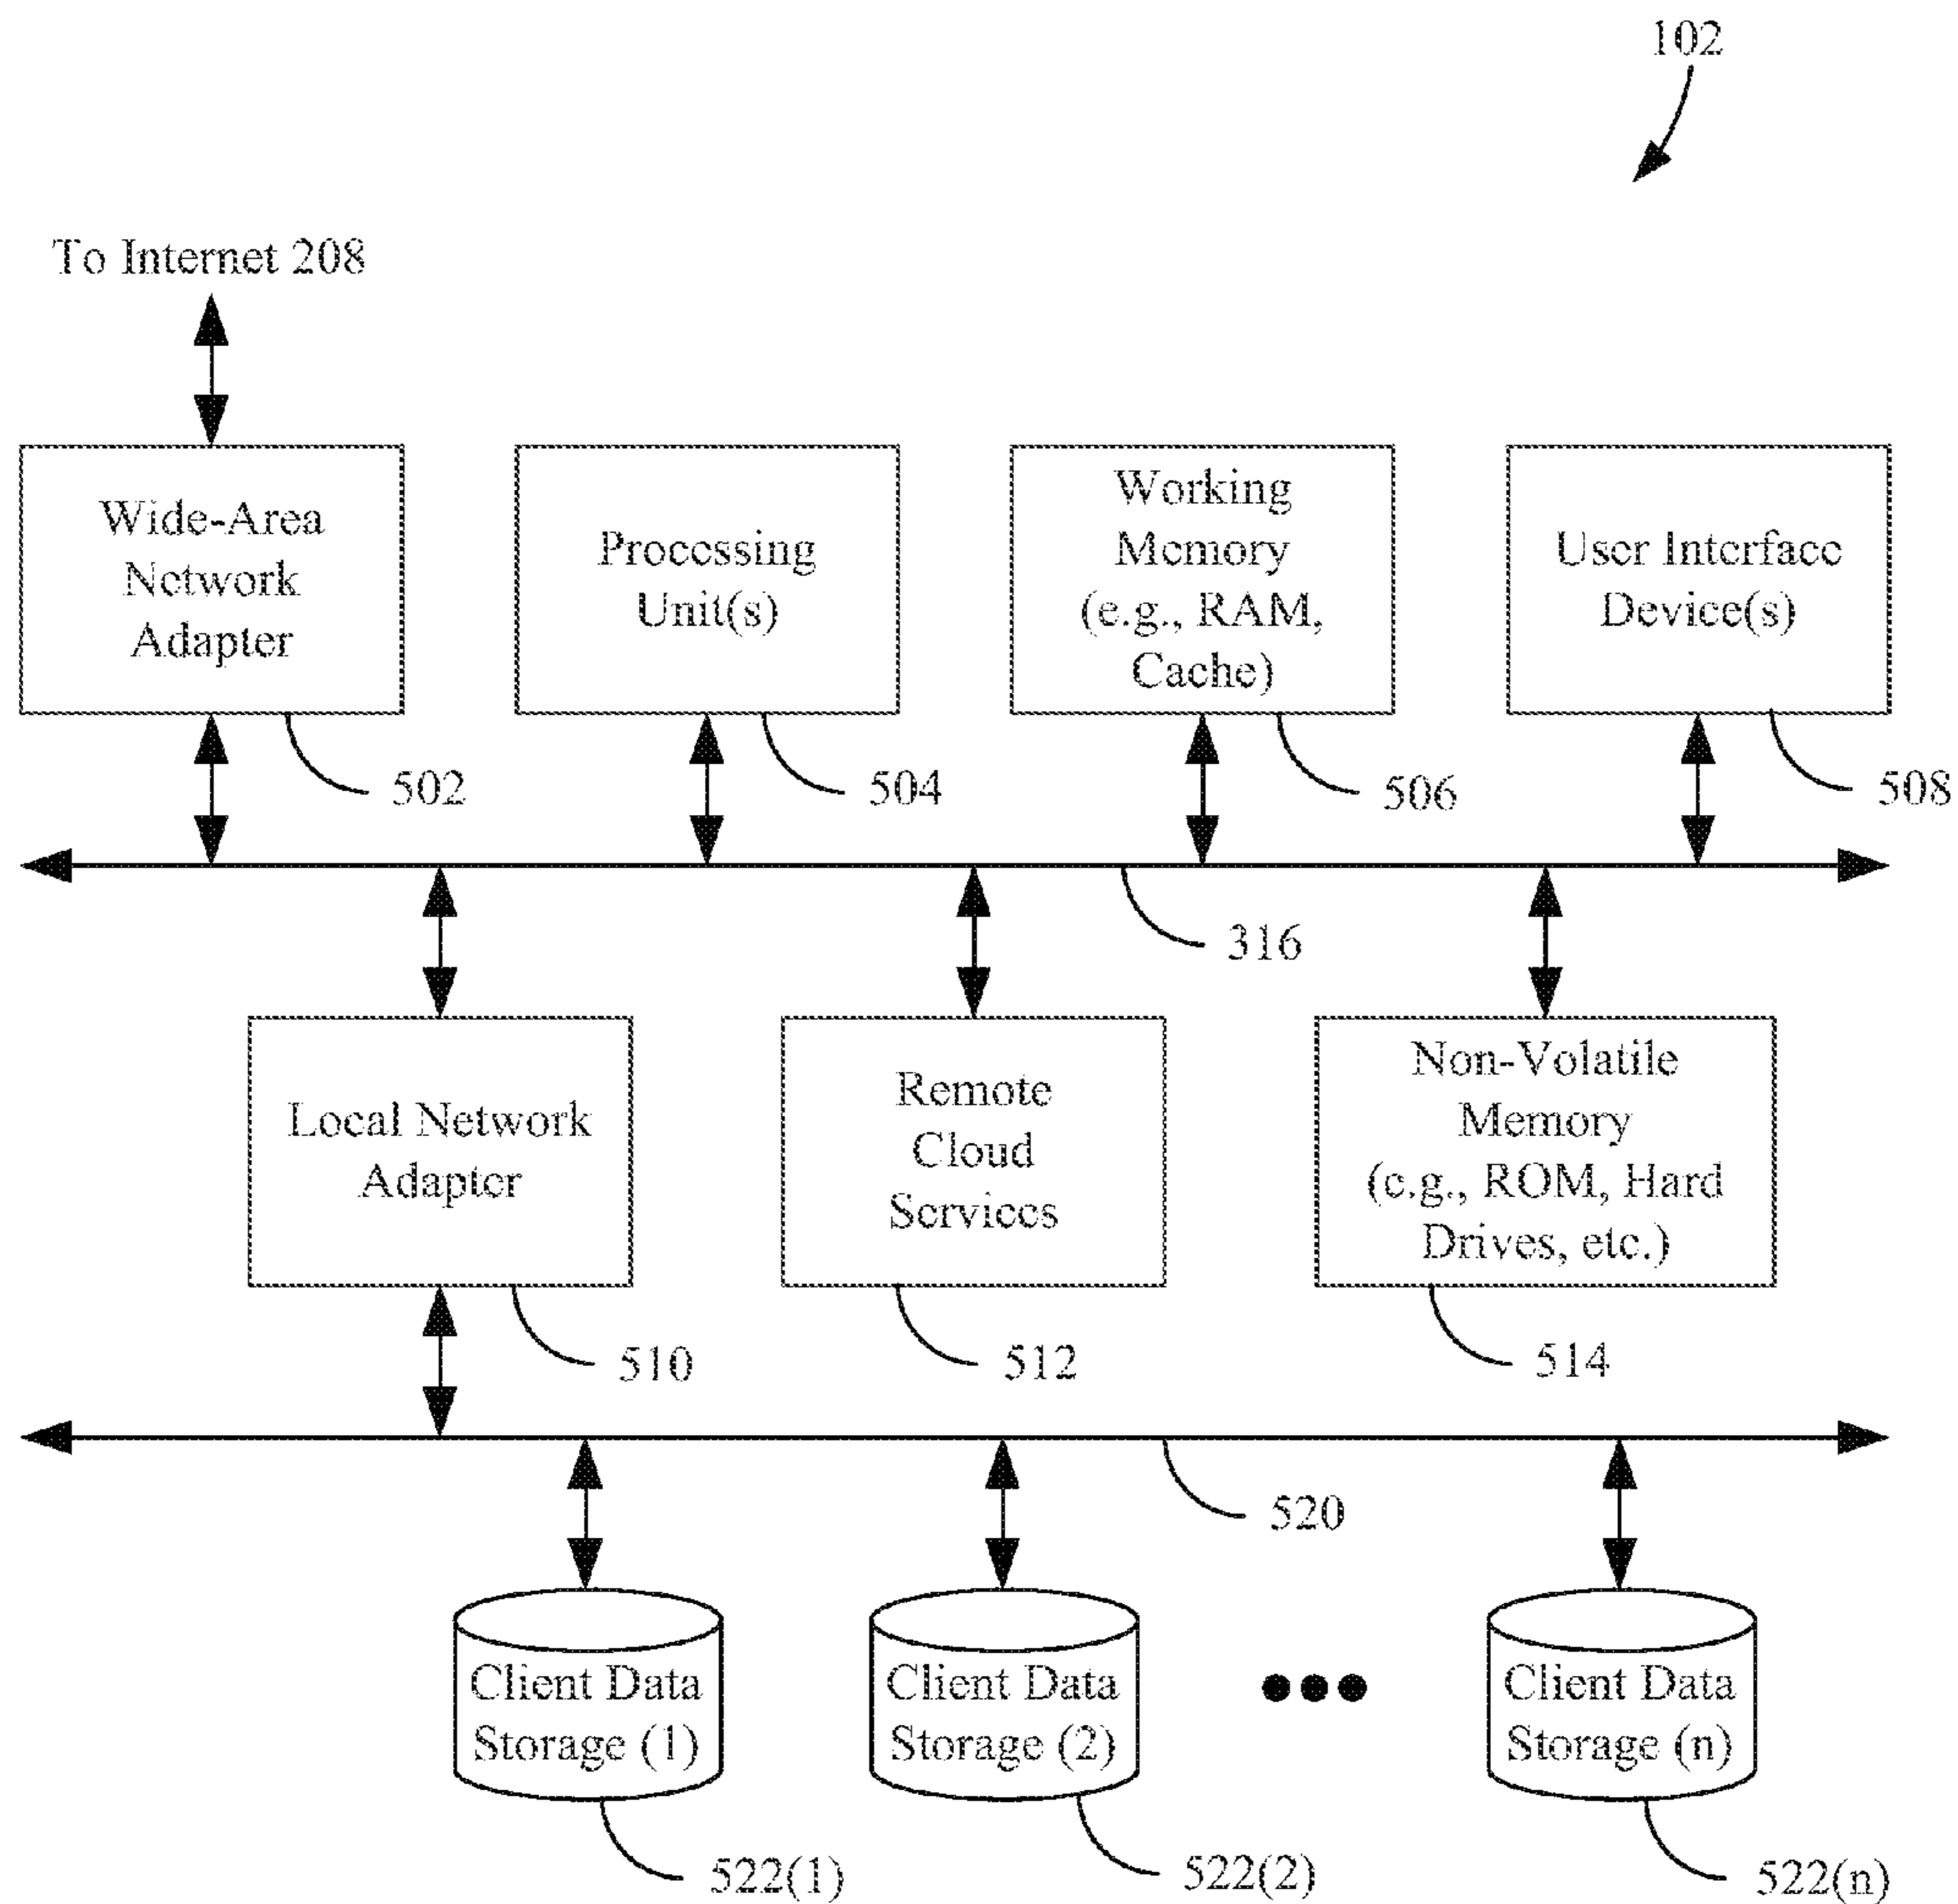 102
To Internet 208
Wide-Area
Network
Adapter
Processing
Unit(s)
Working
Memory
(e.g., RAM,
Cache)
User Interface
Device(s)
502
504
506
508
316
Local Network
Adaptor
Remote
Cloud
Services
Non-Volatile
Memory
(e.g., ROM, Hard
Drives, etc.)
510
512
514
520
Client Data
Storage (1)
Client Data
Storage (2)
Client Data
Storage (n)
522(1)
522(2)
522(n)